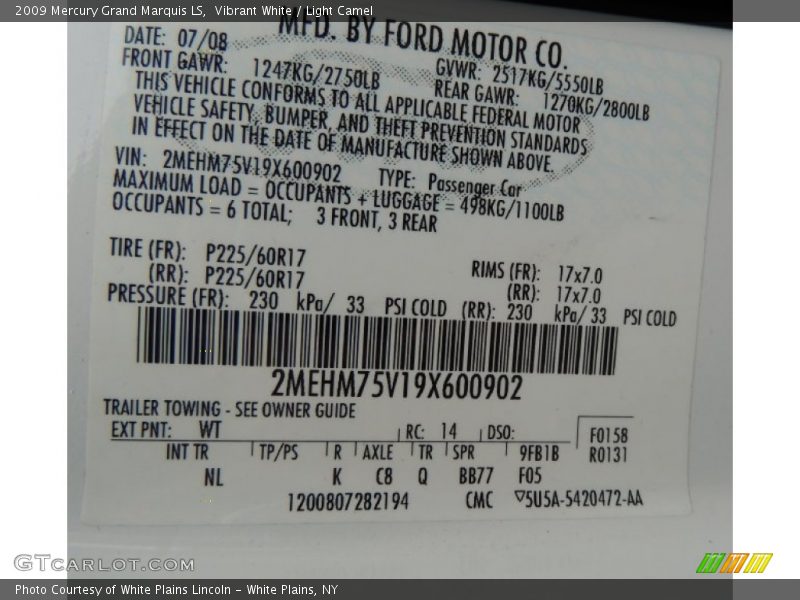 2009 Mercury Grand Marquis LS,  Vibrant White / Light Camel
MFD. BY FORD MOTOR CO.
DATE: 07/08
GVWR: 2517KG/5550LB
FRONT GAWR: 1247KG/2750LB
REAR GAWR: 1270KG/2800LB
THIS VEHICLE CONFORMS TO ALL APPLICABLE FEDERAL MOTOR
VEHICLE SAFETY, BUMPER, AND THEFT PREVENTION STANDARDS
IN EFFECT ON THE DATE OF MANUFACTURE SHOWN ABOVE.
VIN: 2MEHM75V19X600902 TYPE: Passenger Car
MAXIMUM LOAD = OCCUPANTS + LUGGAGE = 498KG/1100LB
OCCUPANTS = 6 TOTAL; 3 FRONT, 3 REAR
TIRE (FR): P225/60R17 RIMS (FR): 17x7.0
(RR): P225/60R17 (RR): 17x7.0
PRESSURE (FR): 230 kPa/ 33 PSI COLD (RR): 230 kPa/ 33 PSI COLD
2MEHM75V19X600902
TRAILER TOWING - SEE OWNER GUIDE
EXT PNT: WT RC: 14 DSO: F0158
INT TR TP/PS R AXLE TR SPR 9FB1B R0131
NL K C8 Q BB77 F05
1200807282194 CMC ▽5U5A-5420472-AA
GTCARLOT.COM
Photo Courtesy of White Plains Lincoln - White Plains, NY